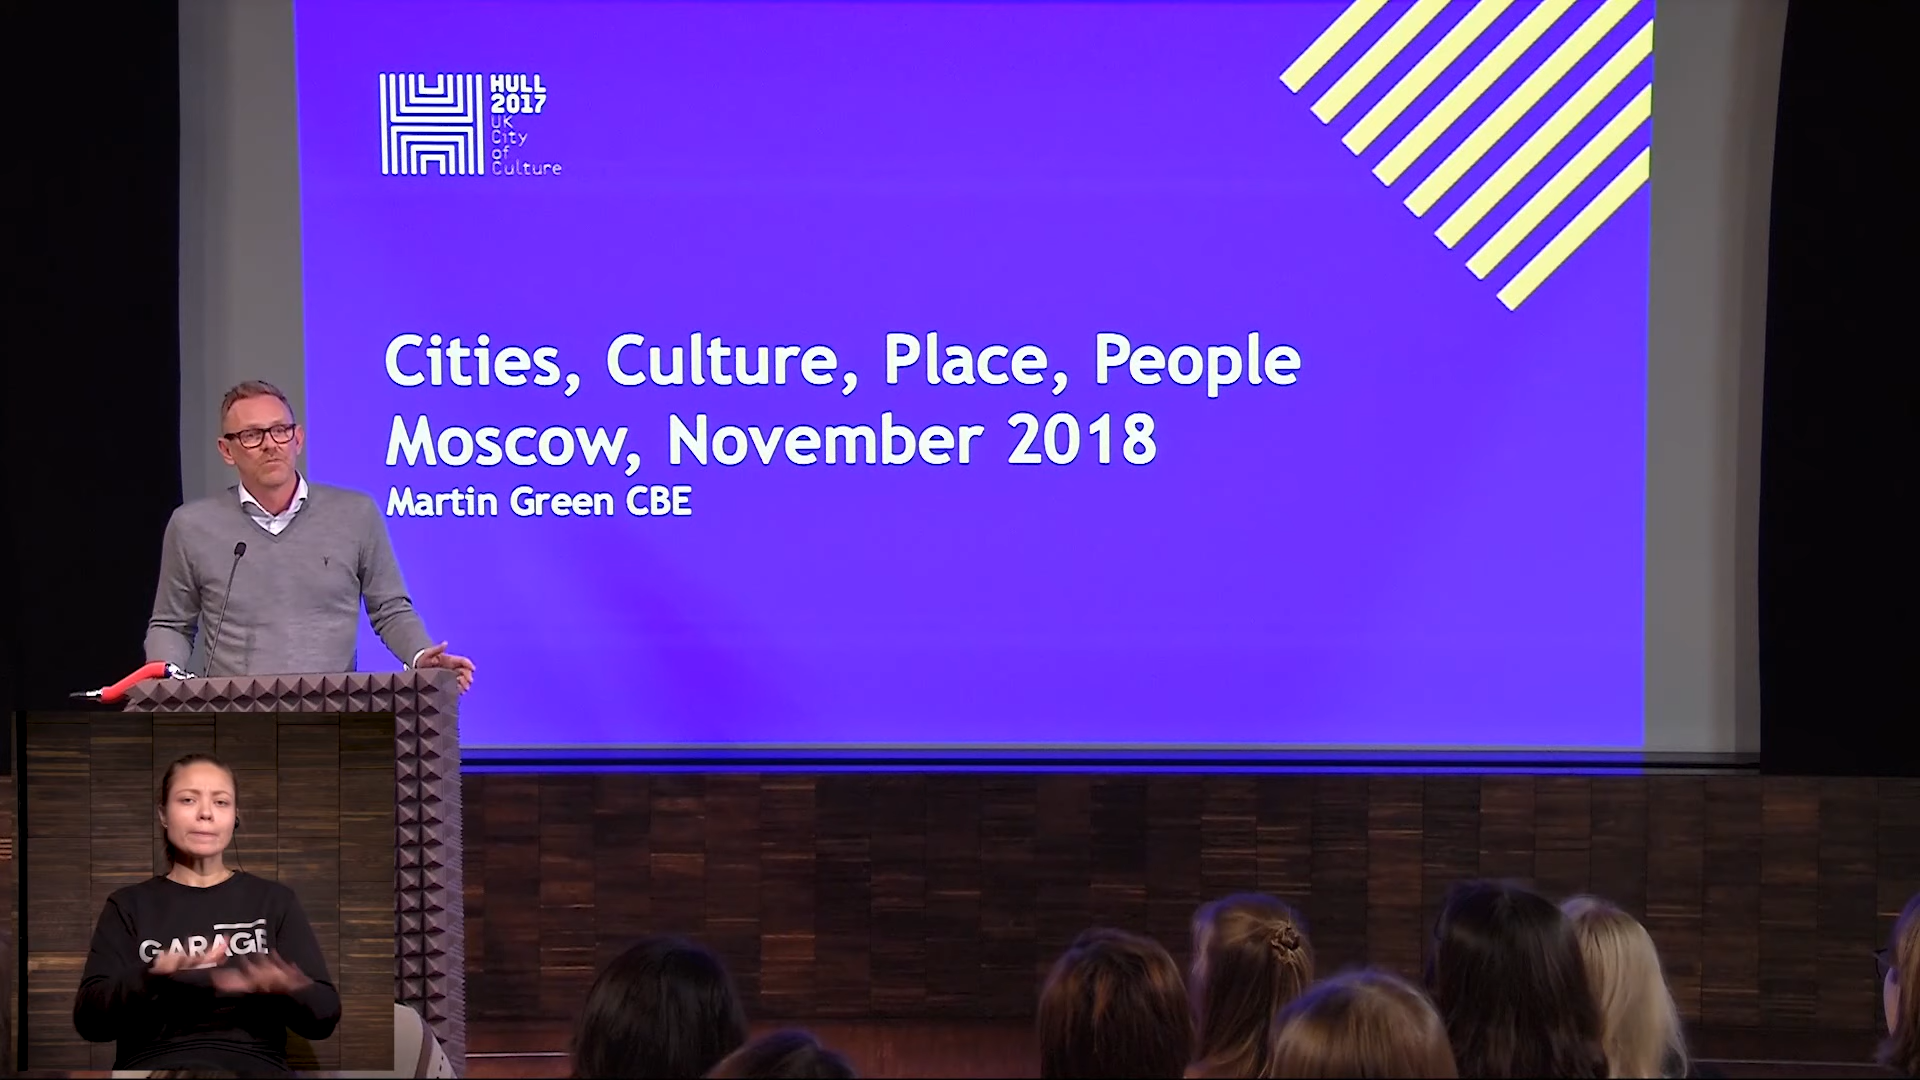 HULL
2017
UK
City
of
Culture
Cities, Culture, Place, People
Moscow, November 2018
Martin Green CBE
GARAGE